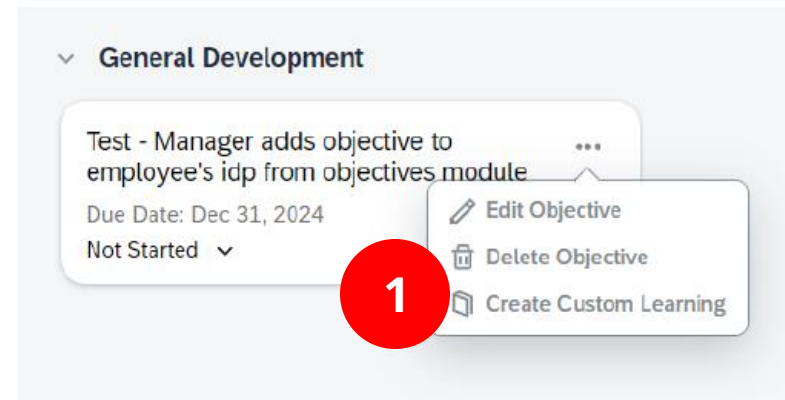 General Development
Test - Manager adds objective to
employee's idp from objectives module
Due Date: Dec 31, 2024
Not Started
Edit Objective
Delete Objective
1
Create Custom Learning